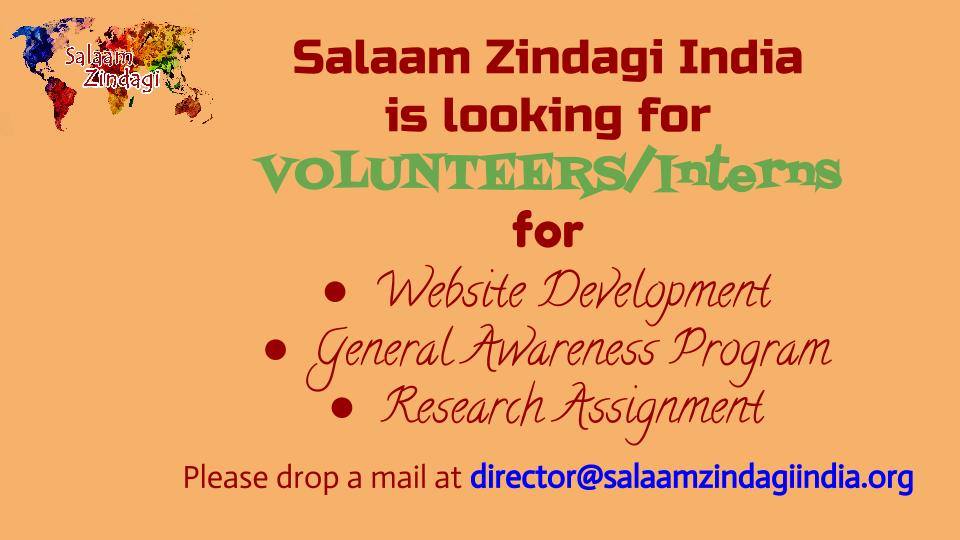 Salaam
Zindagi
Salaam Zindagi India
is looking for
VOLUNTEERS/Interns
for
● Website Development
● General Awareness Program
● Research Assignment
Please drop a mail at director@salaamzindagiindia.org